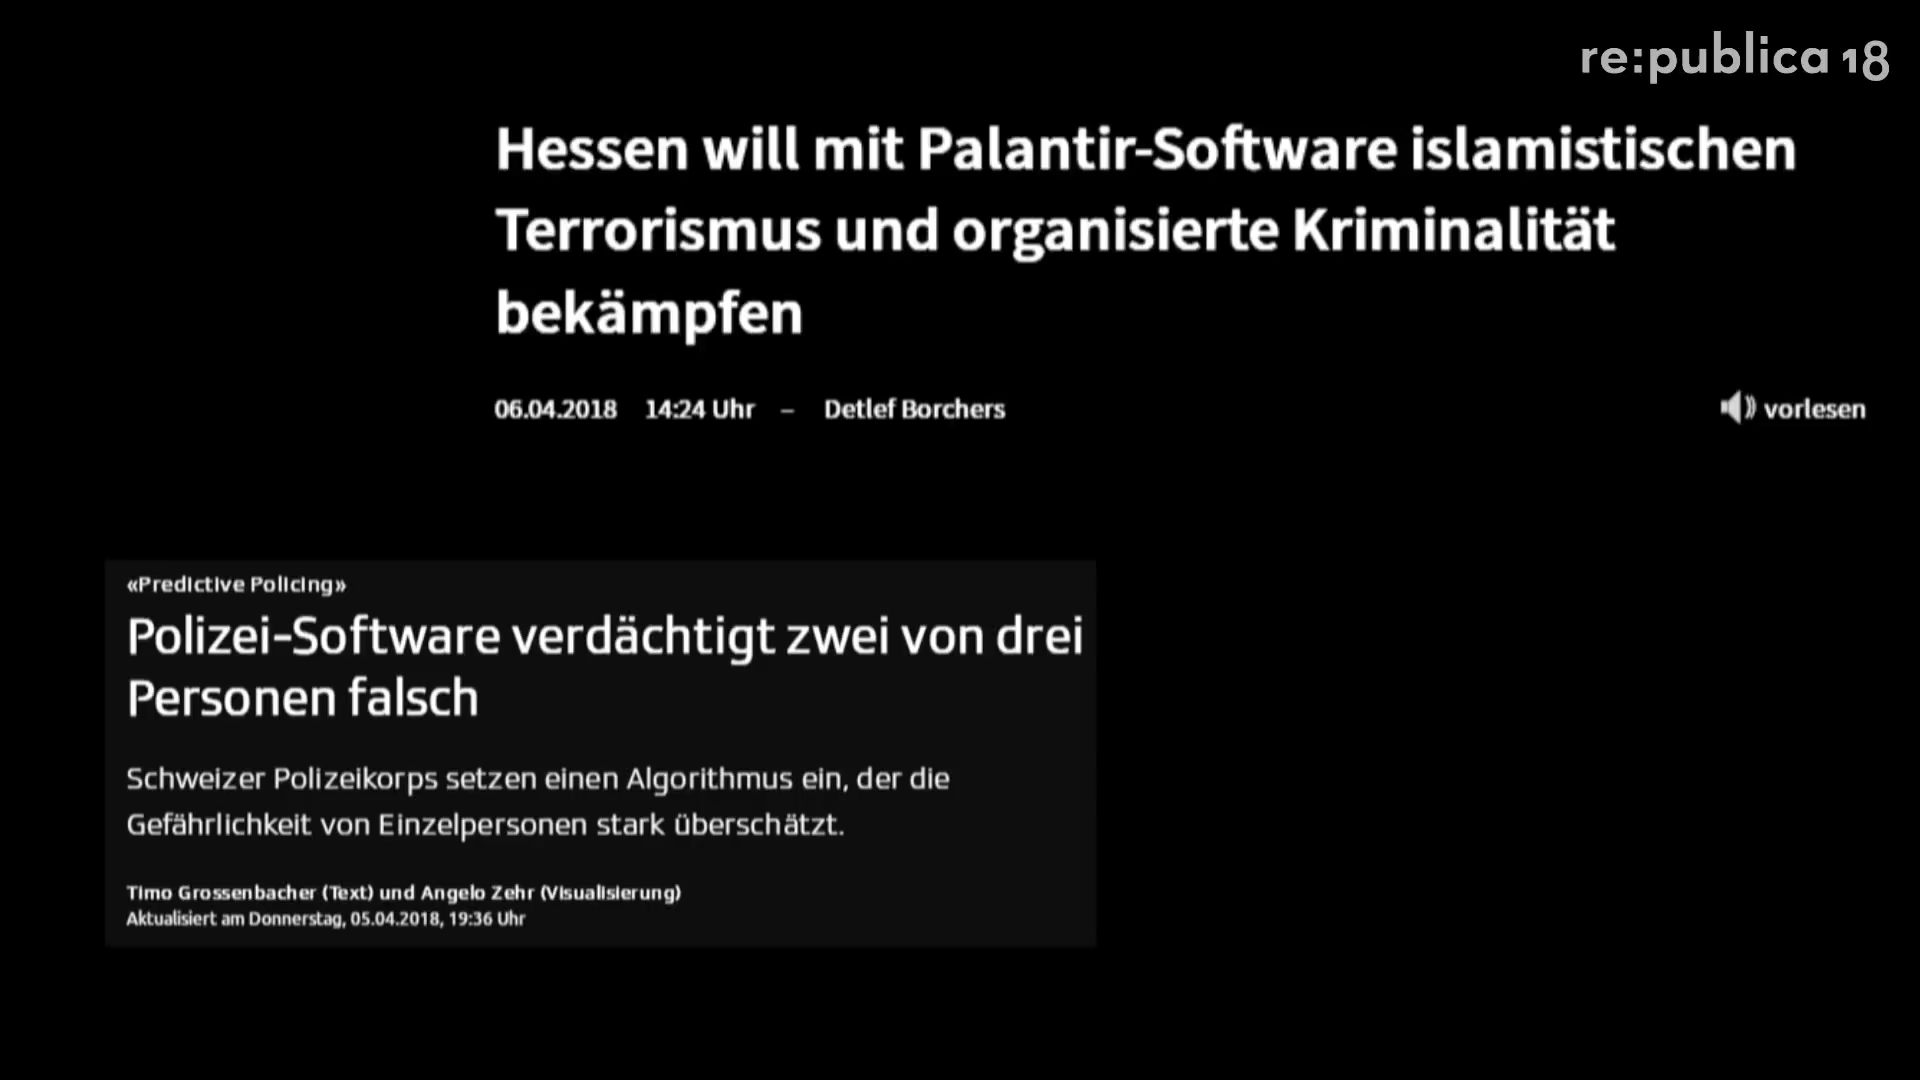 re:publica 18
Hessen will mit Palantir-Software islamistischen
Terrorismus und organisierte Kriminalität
bekämpfen
06.04.2018 14:24 Uhr – Detlef Borchers
vorlesen
«Predictive Policing»
Polizei-Software verdächtigt zwei von drei
Personen falsch
Schweizer Polizeikorps setzen einen Algorithmus ein, der die
Gefährlichkeit von Einzelpersonen stark überschätzt.
Timo Grossenbacher (Text) und Angelo Zehr (Visualisierung)
Aktualisiert am Donnerstag, 05.04.2018, 19:36 Uhr